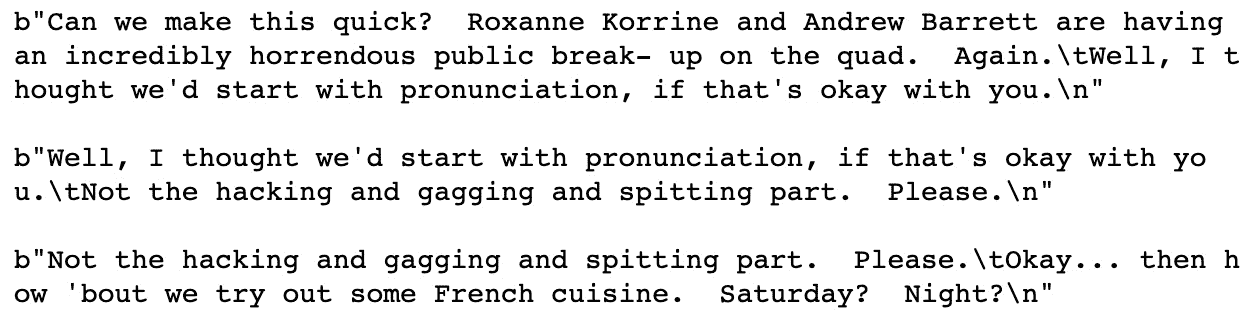 b"Can we make this quick?  Roxanne Korrine and Andrew Barrett are having
an incredibly horrendous public break- up on the quad.  Again.\tWell, I t
hought we'd start with pronunciation, if that's okay with you.\n"
b"Well, I thought we'd start with pronunciation, if that's okay with yo
u.\tNot the hacking and gagging and spitting part.  Please.\n"
b"Not the hacking and gagging and spitting part.  Please.\tOkay... then h
ow 'bout we try out some French cuisine.  Saturday?  Night?\n"